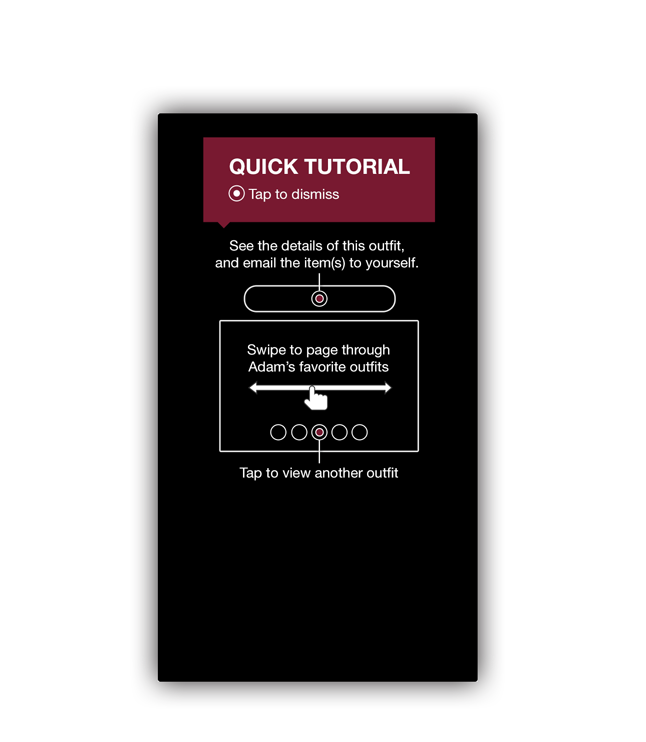 QUICK TUTORIAL
Tap to dismiss
See the details of this outfit,
and email the item(s) to yourself.
Swipe to page through
Adam's favorite outfits
Tap to view another outfit